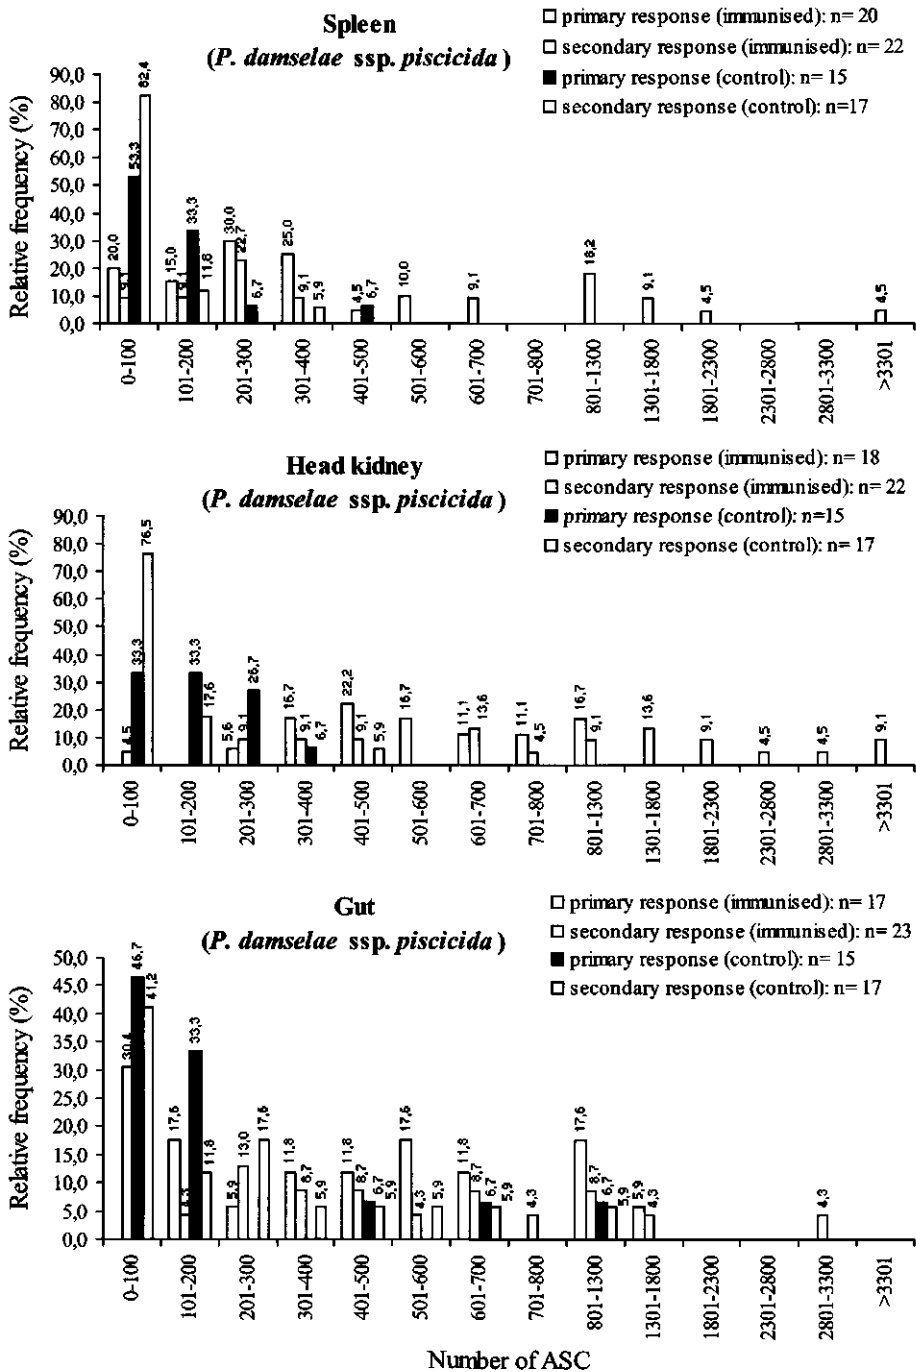 Spleen
(P. damselae ssp. piscicida)
□ primary response (immunised): n= 20
□ secondary response (immunised): n= 22
■ primary response (control): n= 15
□ secondary response (control): n=17
Relative frequency (%)
90,0
80,0
70,0
60,0
50,0
40,0
30,0
20,0
10,0
0,0
20,0 9,1 53,3 82,4
15,0 9,1 33,3 11,8
30,0 22,7 6,7
25,0 9,1 5,9
4,5 6,7
10,0
9,1
18,2
9,1
4,5
4,5
0-100 101-200 201-300 301-400 401-500 501-600 601-700 701-800 801-1300 1301-1800 1801-2300 2301-2800 2801-3300 >3301
Head kidney
(P. damselae ssp. piscicida)
□ primary response (immunised): n= 18
□ secondary response (immunised): n= 22
■ primary response (control): n=15
□ secondary response (control): n= 17
Relative frequency (%)
90,0
80,0
70,0
60,0
50,0
40,0
30,0
20,0
10,0
0,0
4,5 33,3 76,5
33,3 17,6
5,6 9,1 26,7
16,7 9,1 6,7
22,2 9,1 5,9
16,7
11,1 13,6
11,1 4,5
16,7 9,1
13,6
9,1
4,5
4,5
9,1
0-100 101-200 201-300 301-400 401-500 501-600 601-700 701-800 801-1300 1301-1800 1801-2300 2301-2800 2801-3300 >3301
Gut
(P. damselae ssp. piscicida)
□ primary response (immunised): n= 17
□ secondary response (immunised): n= 23
■ primary response (control): n= 15
□ secondary response (control): n= 17
Relative frequency (%)
50,0
45,0
40,0
35,0
30,0
25,0
20,0
15,0
10,0
5,0
0,0
30,4 46,7 41,2
17,6 4,3 33,3 11,8
5,9 13,0 17,6
11,8 8,7 5,9
11,8 8,7 6,7 5,9
17,6 4,3 5,9
11,8 8,7 6,7 5,9
4,3
17,6 8,7 6,7 5,9
5,9 4,3
4,3
0-100 101-200 201-300 301-400 401-500 501-600 601-700 701-800 801-1300 1301-1800 1801-2300 2301-2800 2801-3300 >3301
Number of ASC